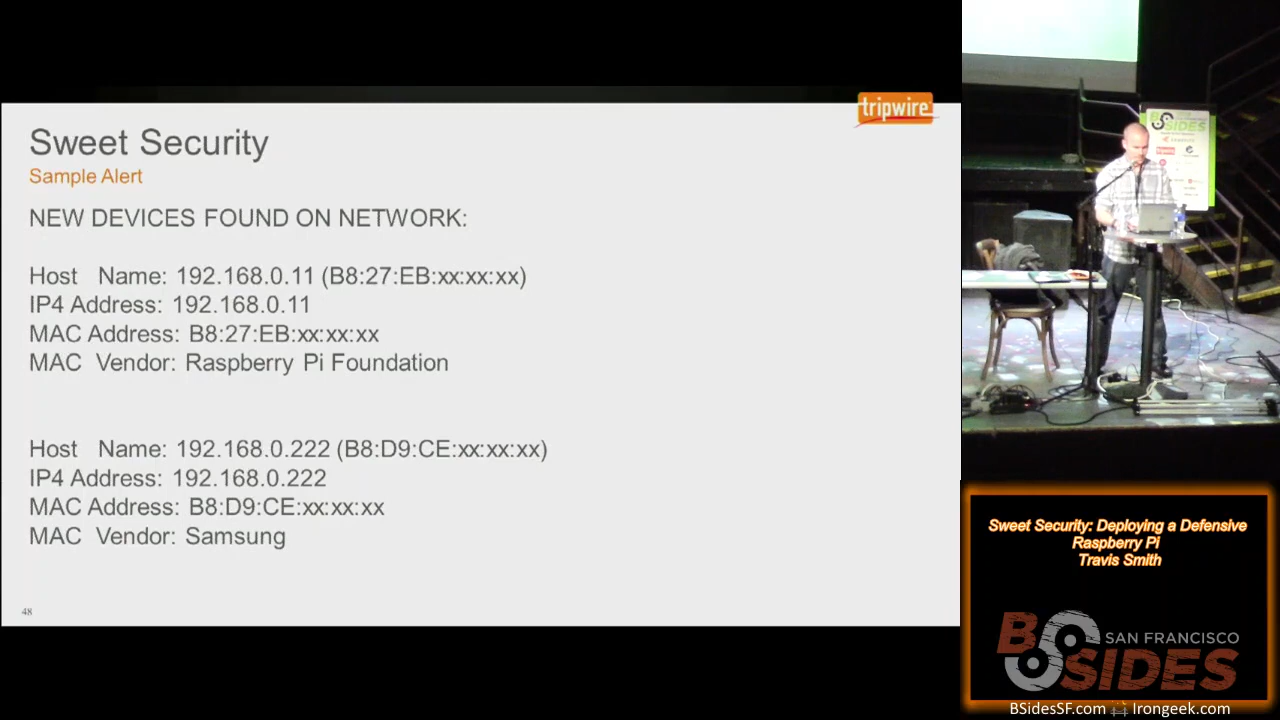 tripwire
Sweet Security
Sample Alert
NEW DEVICES FOUND ON NETWORK:
Host Name: 192.168.0.11 (B8:27:EB:xx:xx:xx)
IP4 Address: 192.168.0.11
MAC Address: B8:27:EB:xx:xx:xx
MAC Vendor: Raspberry Pi Foundation
Host Name: 192.168.0.222 (B8:D9:CE:xx:xx:xx)
IP4 Address: 192.168.0.222
MAC Address: B8:D9:CE:xx:xx:xx
MAC Vendor: Samsung
48
BSIDES
Sweet Security: Deploying a Defensive
Raspberry Pi
Travis Smith
BSIDES
SAN FRANCISCO
BSidesSF.com Irongeek.com